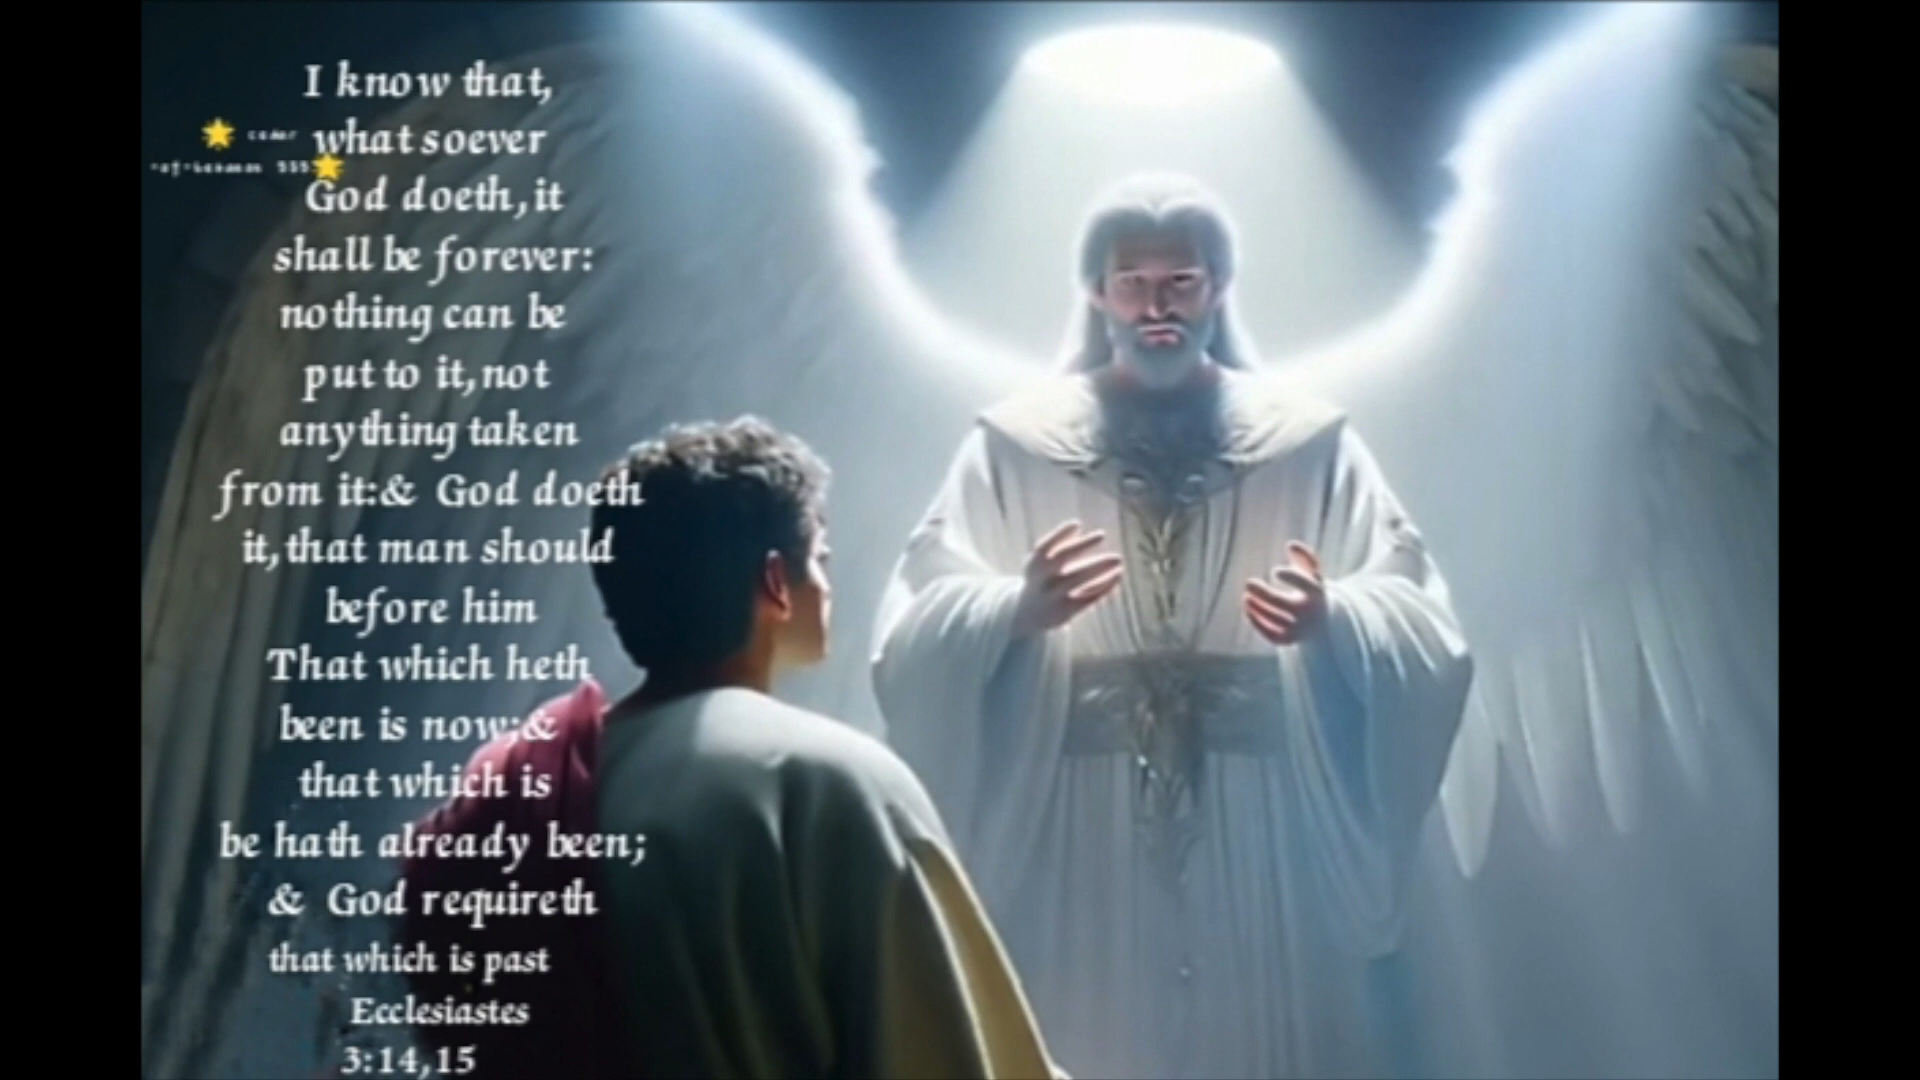 I know that,
whatsoever
God doeth,it
shall be forever:
nothing can be
put to it,not
anything taken
from it:& God doeth
it,that man should
before him
That which heth
been is now;&
that which is
be hath already been;
& God requireth
that which is past
Ecclesiastes
3:14,15